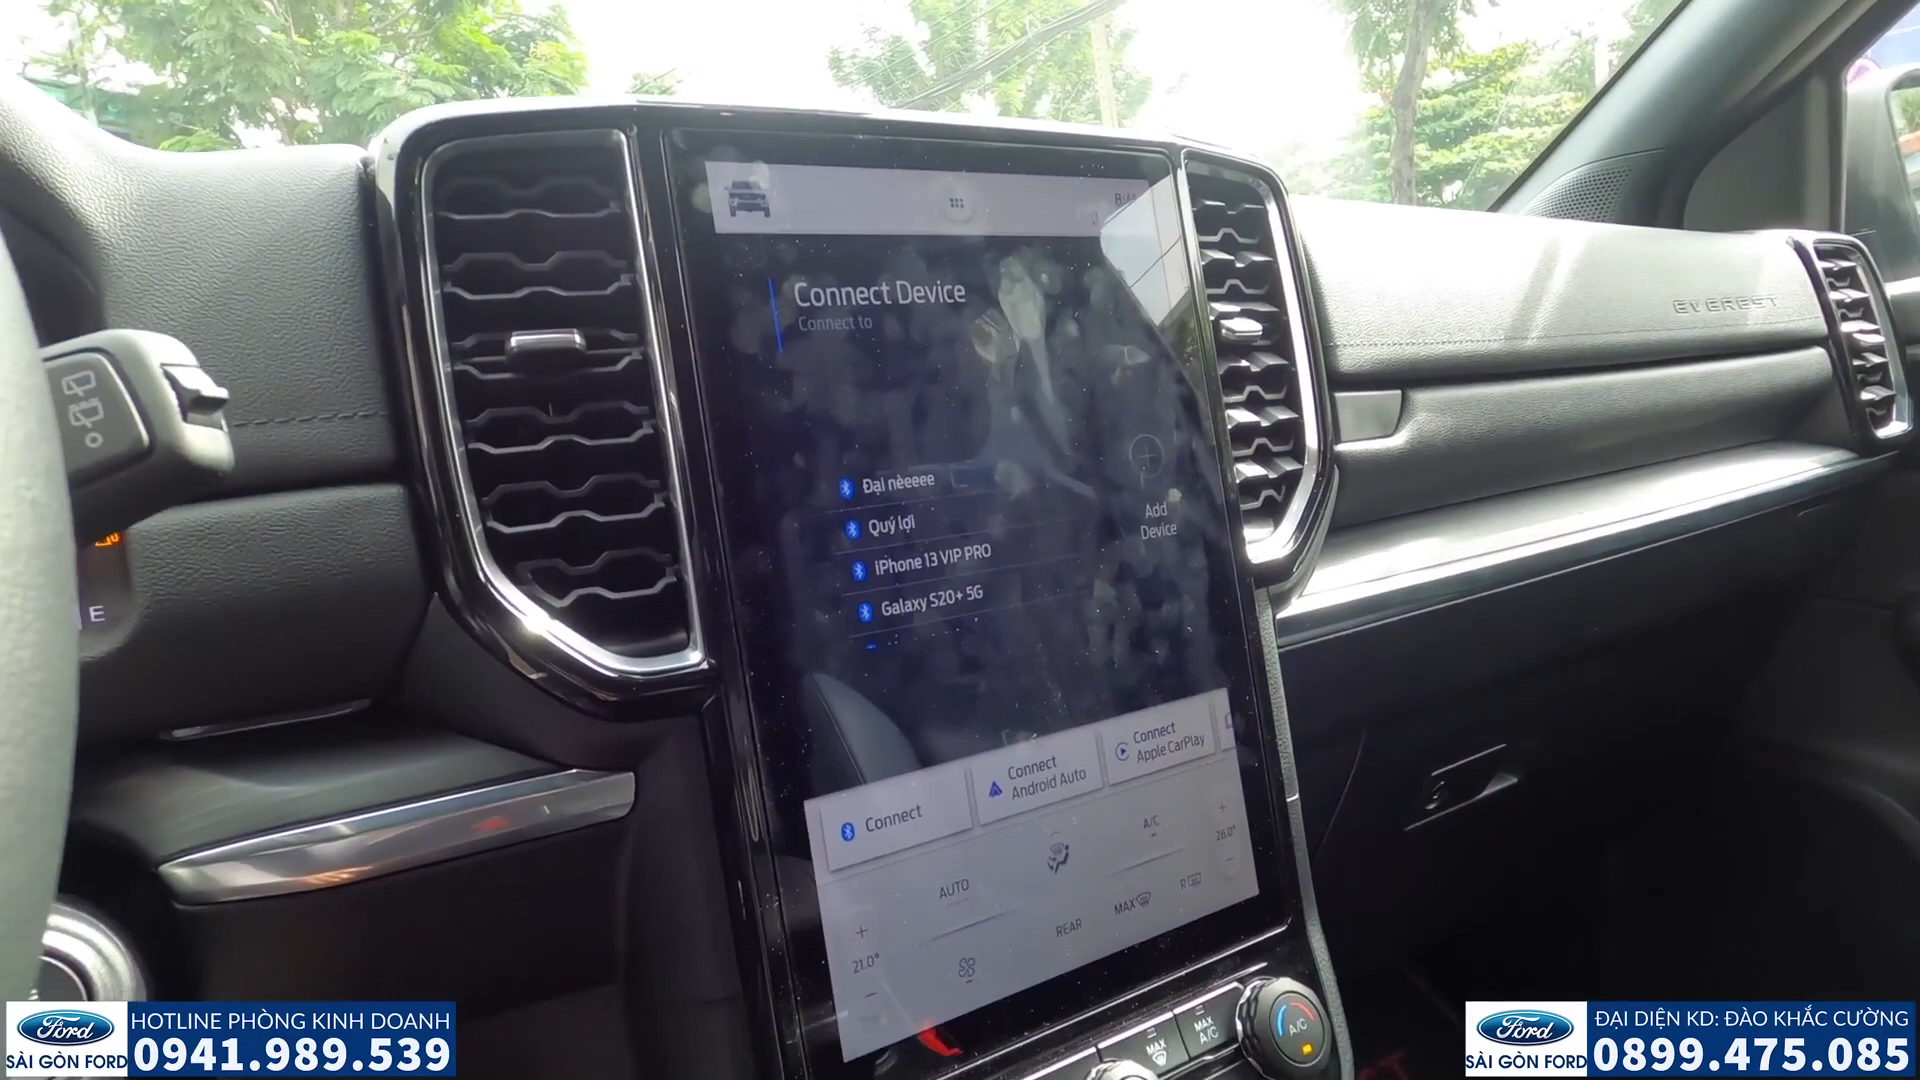 Connect Device
Connect to
EVEREST
Đại nèeeee
Quý lợi
iPhone 13 VIP PRO
Galaxy S20+ 5G
Add
Device
Connect
Connect
Android Auto
Connect
Apple CarPlay
A/C
26.0°
AUTO
MAX
R
REAR
21.0°
E
MAX
MAX
A/C
A/C
Ford
SÀI GÒN FORD
HOTLINE PHÒNG KINH DOANH
0941.989.539
Ford
SÀI GÒN FORD
ĐẠI DIỆN KD: ĐÀO KHẮC CƯỜNG
0899.475.085